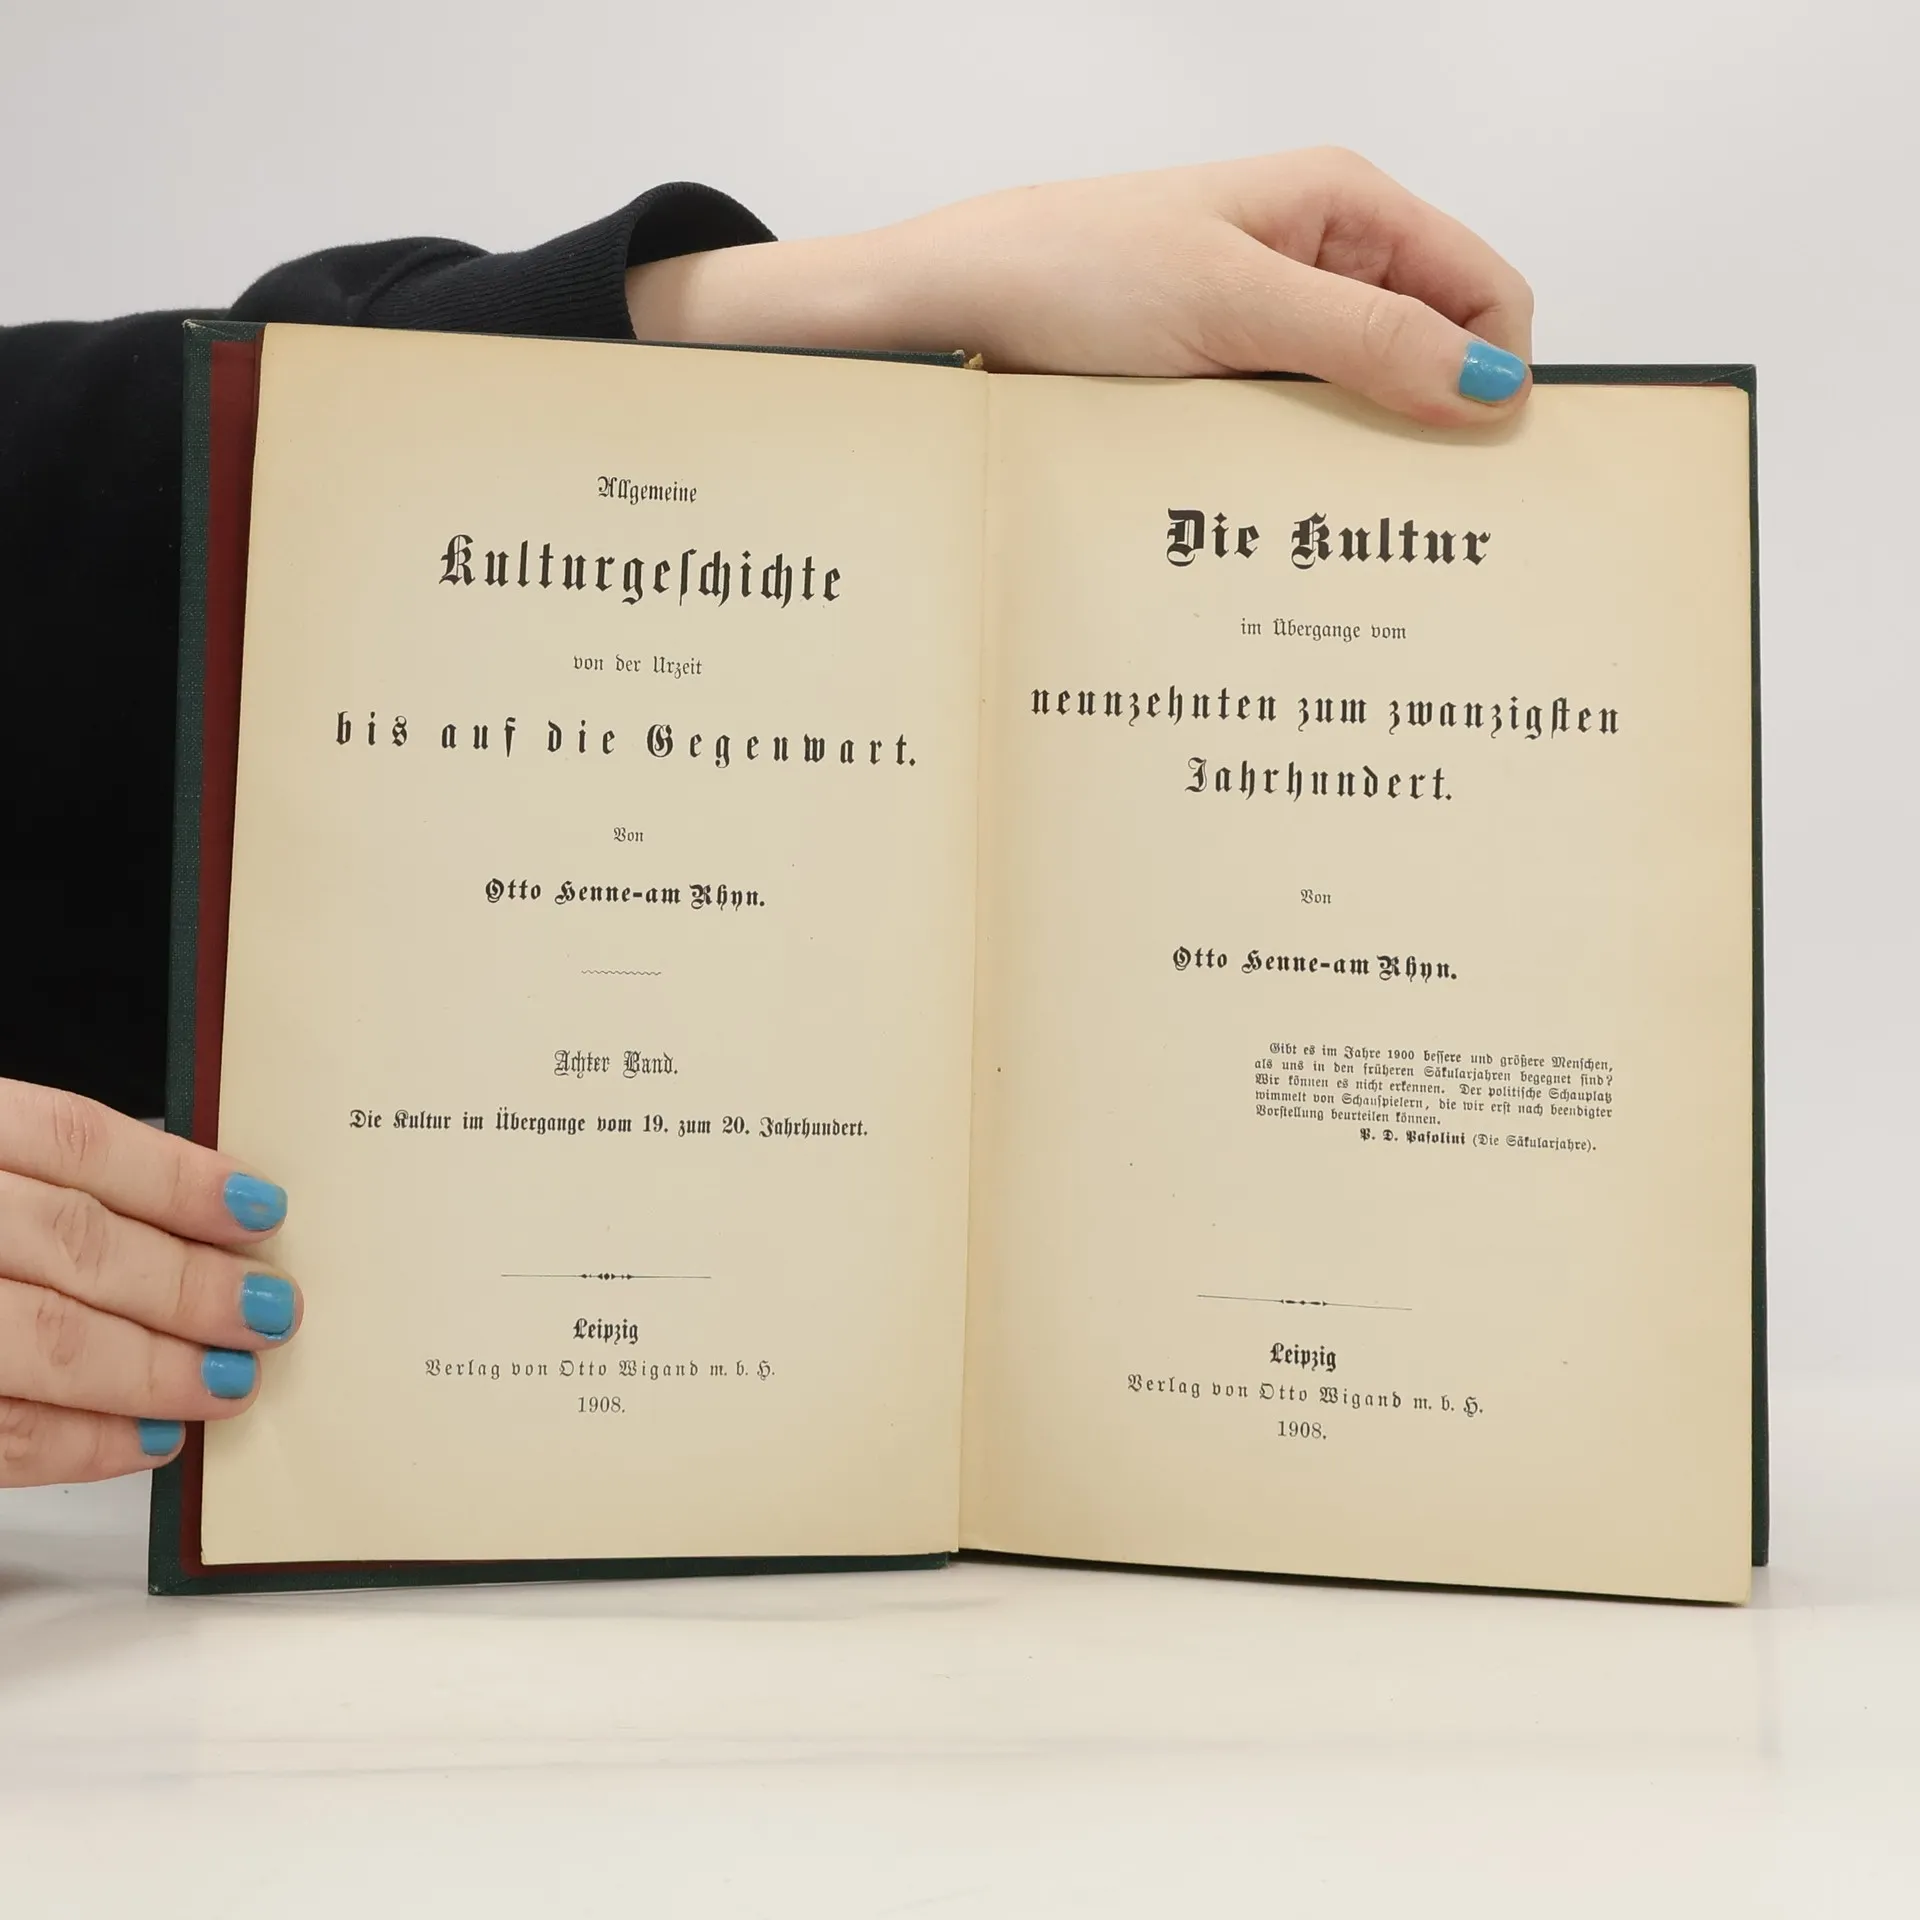 Allgemeine
Kulturgeſchichte
von der Urzeit
bis auf die Gegenwart.
Von
Otto Henne-am Rhyn.
Achter Band.
Die Kultur im Übergange vom 19. zum 20. Jahrhundert.
Leipzig
Verlag von Otto Wigand m. b. H.
1908.
Die Kultur
im Übergange vom
neunzehnten zum zwanzigſten
Jahrhundert.
Von
Otto Henne-am Rhyn.
Gibt es im Jahre 1900 beſſere und größere Menſchen,
als uns in den früheren Säkularjahren begegnet ſind?
Wir können es nicht erkennen. Der politiſche Schauplatz
wimmelt von Schauſpielern, die wir erſt nach beendigter
Vorſtellung beurteilen können.
P. D. Paſolini (Die Säkularjahre).
Leipzig
Verlag von Otto Wigand m. b. H.
1908.